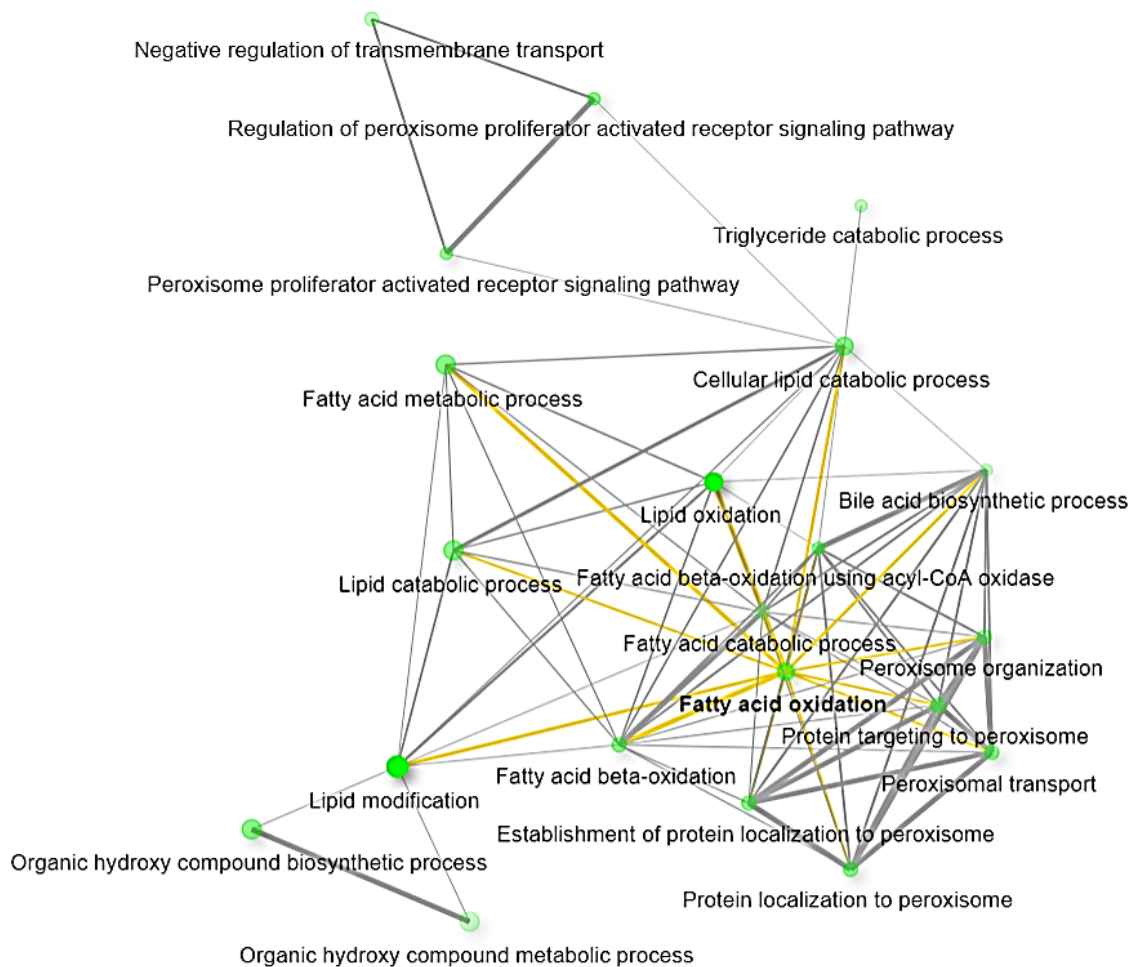 Negative regulation of transmembrane transport
Regulation of peroxisome proliferator activated receptor signaling pathway
Triglyceride catabolic process
Peroxisome proliferator activated receptor signaling pathway
Cellular lipid catabolic process
Fatty acid metabolic process
Bile acid biosynthetic process
Lipid oxidation
Fatty acid beta-oxidation using acyl-CoA oxidase
Lipid catabolic process
Fatty acid catabolic process
Peroxisome organization
Fatty acid oxidation
Protein targeting to peroxisome
Fatty acid beta-oxidation
Peroxisomal transport
Lipid modification
Establishment of protein localization to peroxisome
Organic hydroxy compound biosynthetic process
Protein localization to peroxisome
Organic hydroxy compound metabolic process